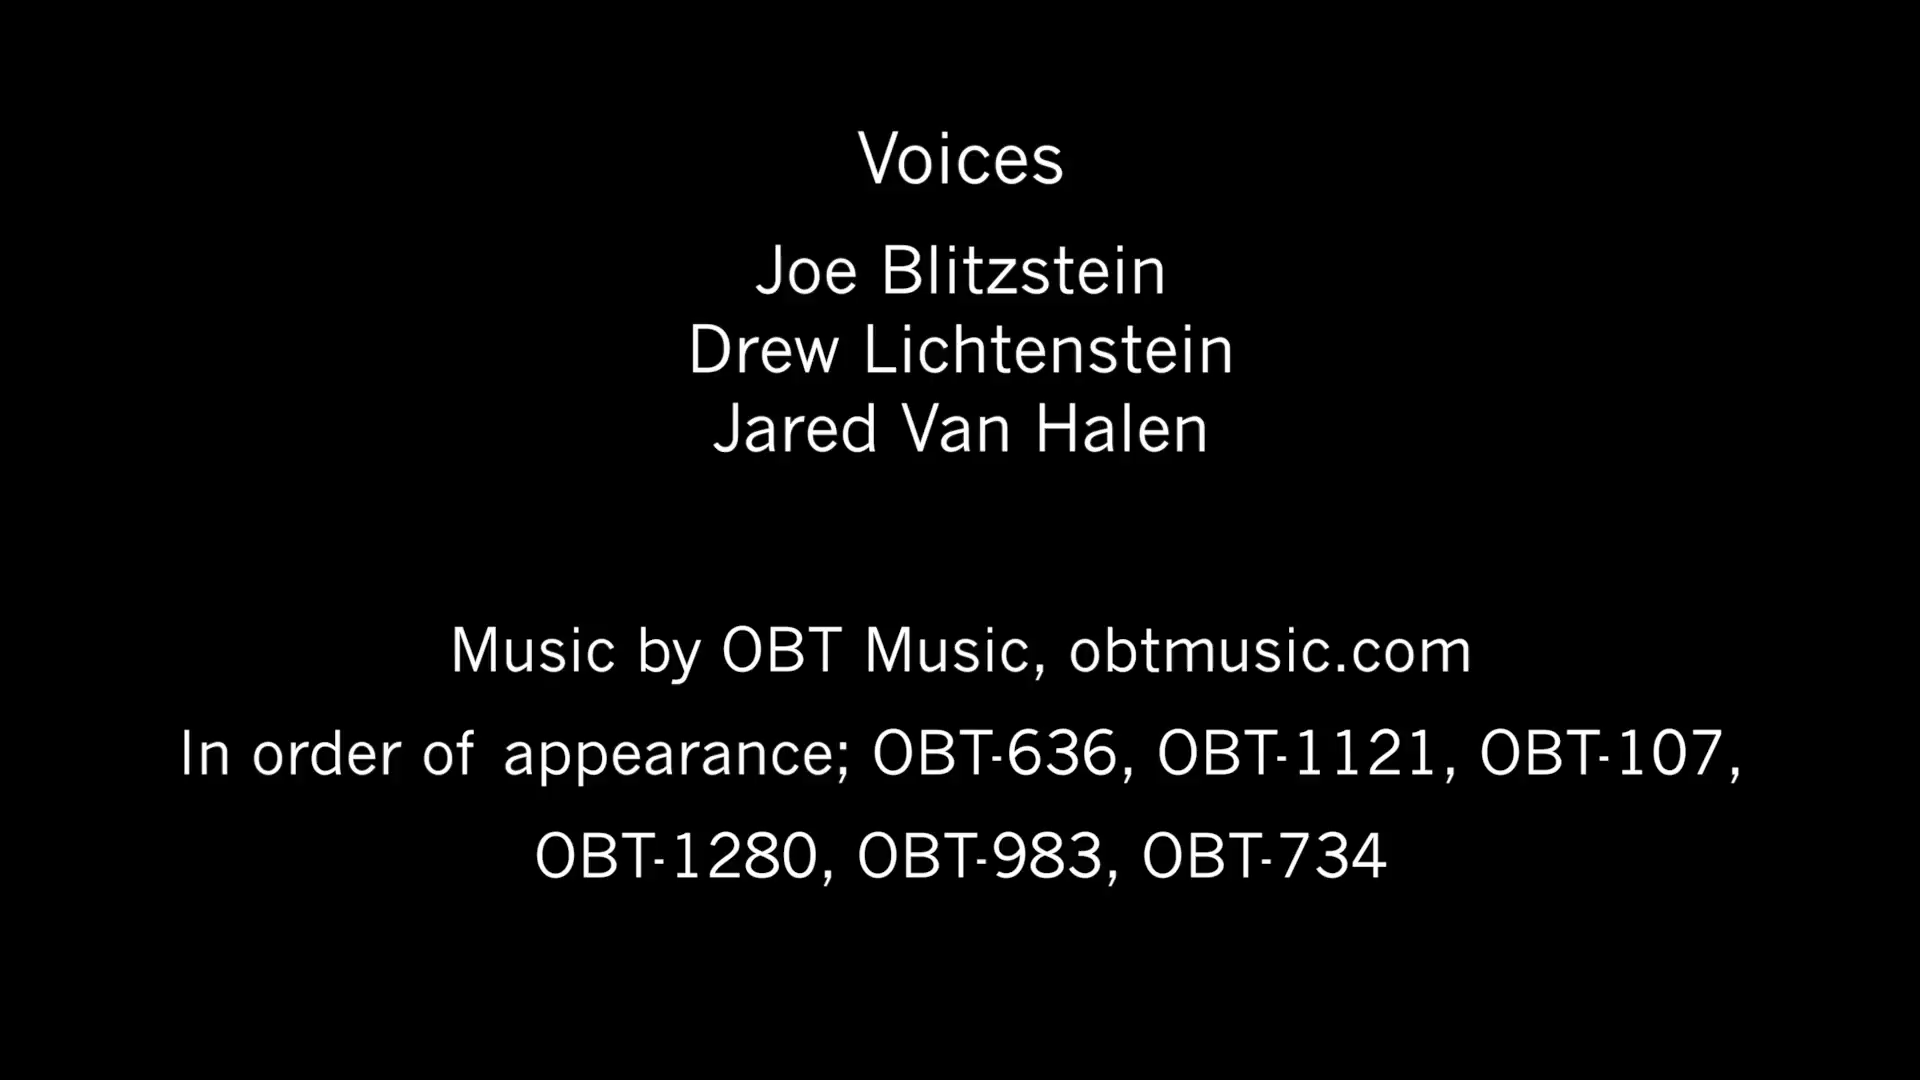 Voices
Joe Blitzstein
Drew Lichtenstein
Jared Van Halen
Music by OBT Music, obtmusic.com
In order of appearance; OBT-636, OBT-1121, OBT-107,
OBT-1280, OBT-983, OBT-734